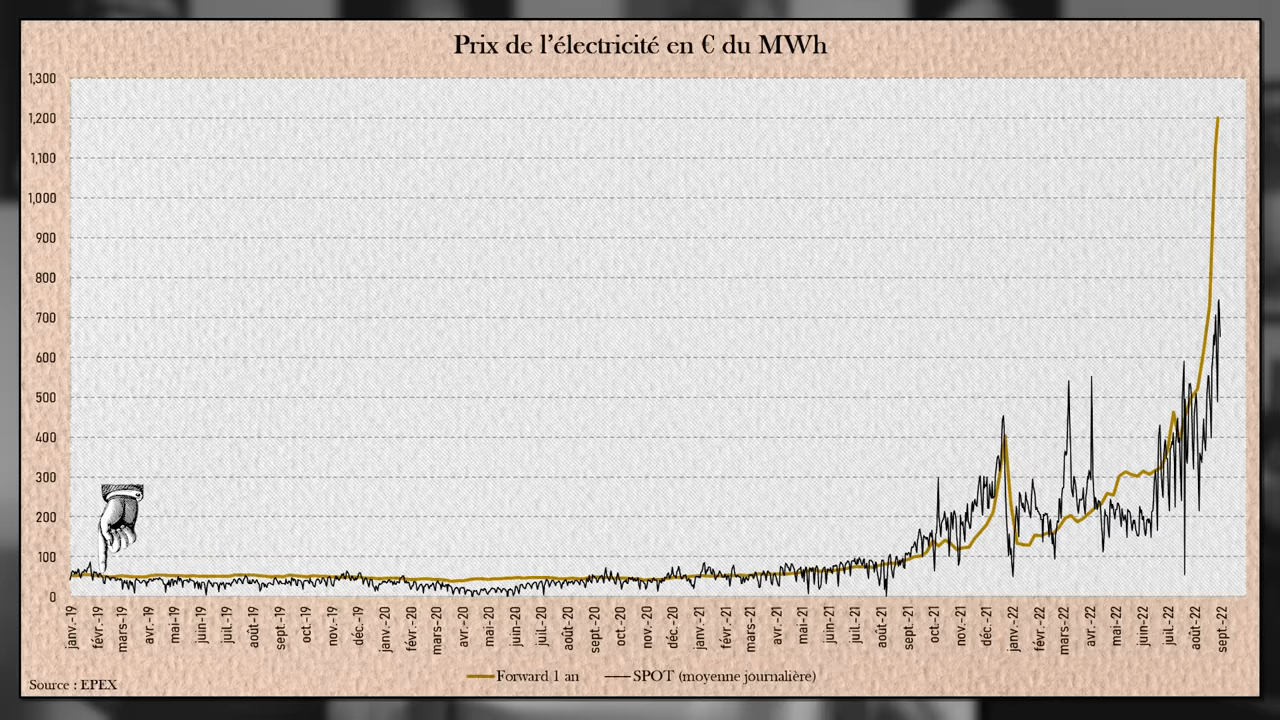 Prix de l'électricité en € du MWh
1,300
1,200
1,100
1,000
900
800
700
600
500
400
300
200
100
0
janv.-19
févr.-19
mars-19
avr.-19
mai-19
juin-19
juil.-19
août-19
sept.-19
oct.-19
nov.-19
déc.-19
janv.-20
févr.-20
mars-20
avr.-20
mai-20
juin-20
juil.-20
août-20
sept.-20
oct.-20
nov.-20
déc.-20
janv.-21
févr.-21
mars-21
avr.-21
mai-21
juin-21
juil.-21
août-21
sept.-21
oct.-21
nov.-21
déc.-21
janv.-22
févr.-22
mars-22
avr.-22
mai-22
juin-22
juil.-22
août-22
sept.-22
Forward 1 an
SPOT (moyenne journalière)
Source : EPEX